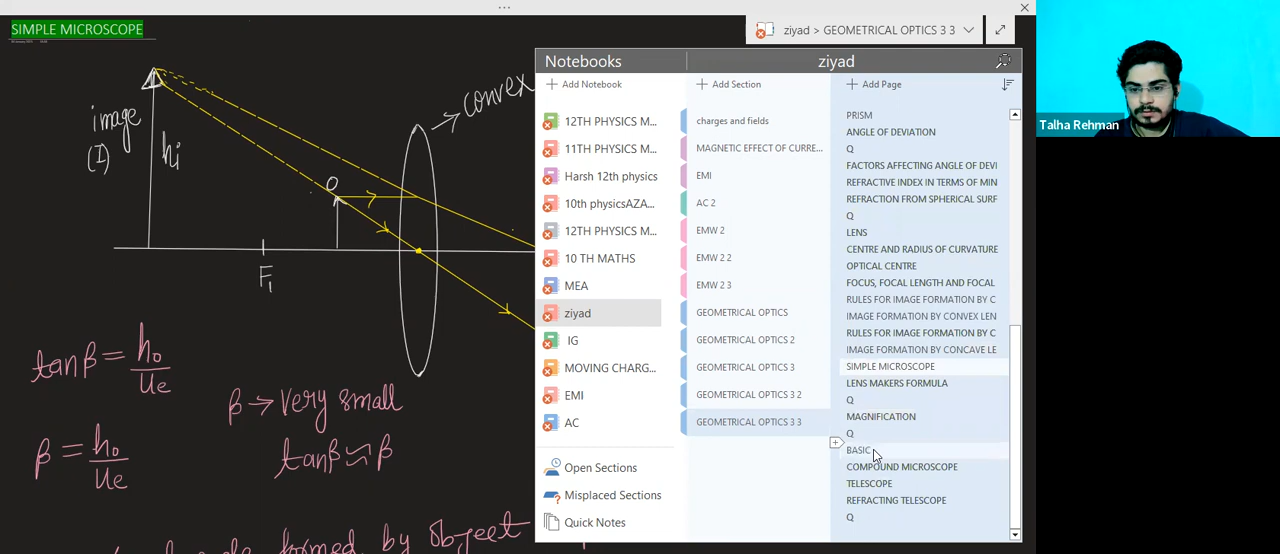 SIMPLE MICROSCOPE
ziyad > GEOMETRICAL OPTICS 3 3
image
(I)
hi
O
F1
convex
tanβ = ho/ue
β → very small
β = ho/ue
tanβ ≈ β
formed by object
Notebooks
ziyad
+ Add Notebook
+ Add Section
+ Add Page
12TH PHYSICS M...
11TH PHYSICS M...
Harsh 12th physics
10th physicsAZA...
12TH PHYSICS M...
10 TH MATHS
MEA
ziyad
IG
MOVING CHARG...
EMI
AC
Open Sections
Misplaced Sections
Quick Notes
charges and fields
MAGNETIC EFFECT OF CURRE...
EMI
AC 2
EMW 2
EMW 2 2
EMW 2 3
GEOMETRICAL OPTICS
GEOMETRICAL OPTICS 2
GEOMETRICAL OPTICS 3
GEOMETRICAL OPTICS 3 2
GEOMETRICAL OPTICS 3 3
PRISM
ANGLE OF DEVIATION
Q
FACTORS AFFECTING ANGLE OF DEVI
REFRACTIVE INDEX IN TERMS OF MIN
REFRACTION FROM SPHERICAL SURF
Q
LENS
CENTRE AND RADIUS OF CURVATURE
OPTICAL CENTRE
FOCUS, FOCAL LENGTH AND FOCAL
RULES FOR IMAGE FORMATION BY C
IMAGE FORMATION BY CONVEX LEN
RULES FOR IMAGE FORMATION BY C
IMAGE FORMATION BY CONCAVE LE
SIMPLE MICROSCOPE
LENS MAKERS FORMULA
Q
MAGNIFICATION
Q
BASIC
COMPOUND MICROSCOPE
TELESCOPE
REFRACTING TELESCOPE
Q
Talha Rehman